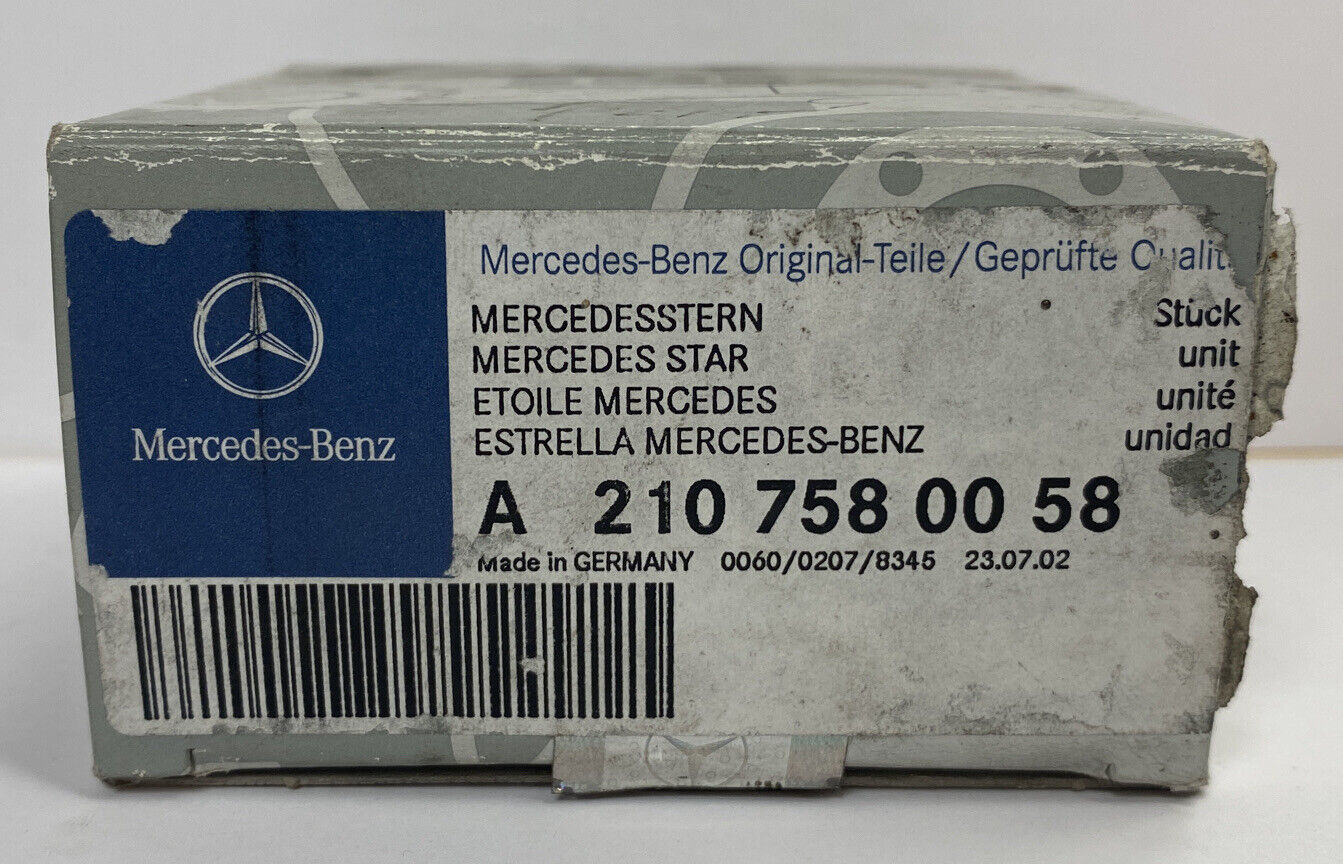 Mercedes-Benz Original-Teile/Geprüfte
MERCEDESSTERN Stück
MERCEDES STAR unit
ETOILE MERCEDES unité
ESTRELLA MERCEDES-BENZ unidad
Mercedes-Benz
A 210 758 00 58
Made in GERMANY 0060/0207/8345 23.07.02